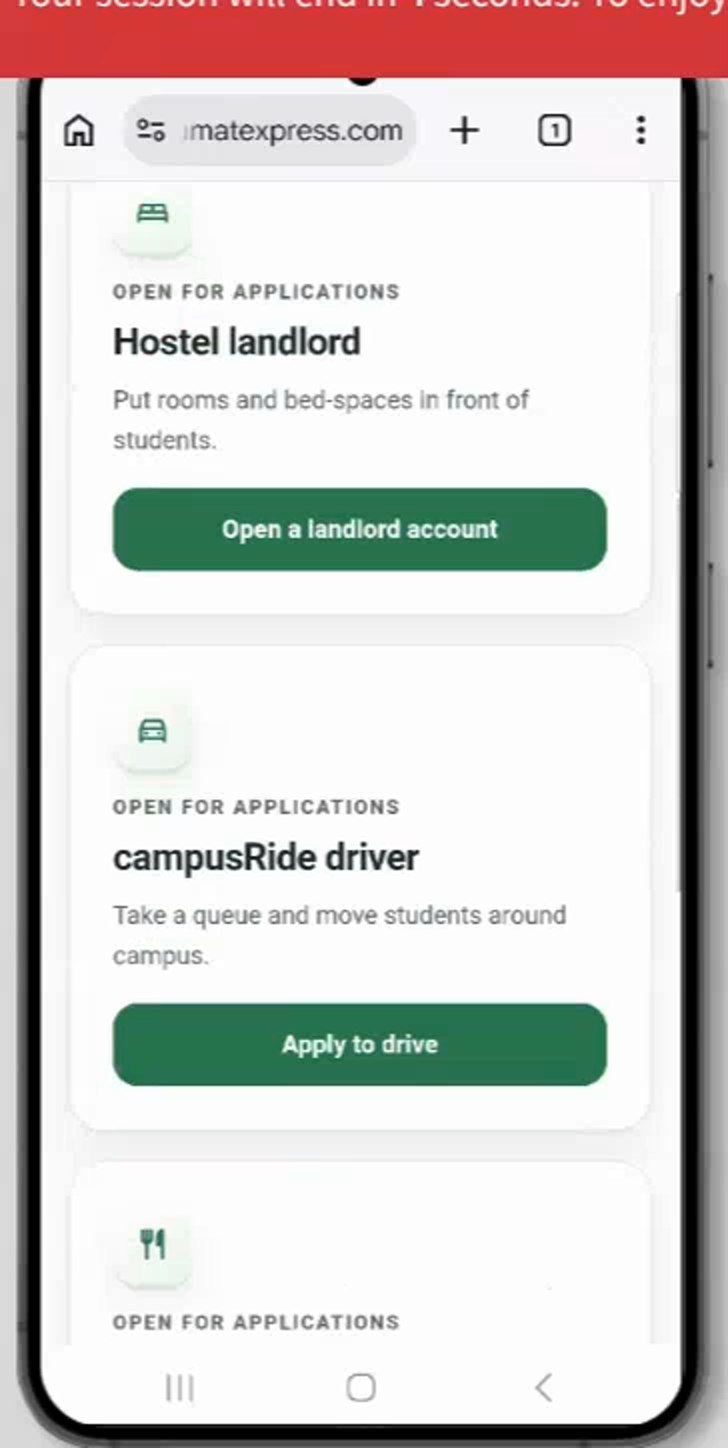 matexpress.com
1
OPEN FOR APPLICATIONS
Hostel landlord
Put rooms and bed-spaces in front of
students.
Open a landlord account
OPEN FOR APPLICATIONS
campusRide driver
Take a queue and move students around
campus.
Apply to drive
OPEN FOR APPLICATIONS